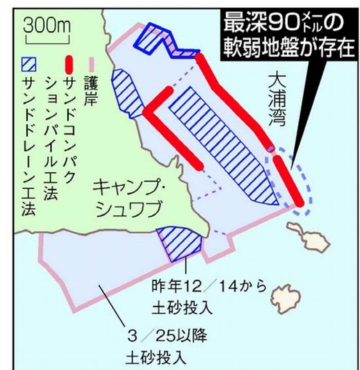 300m
最深90㍍の
軟弱地盤が存在
大浦湾
護岸
サンドコンパク
ションパイル工法
サンドドレーン工法
キャンプ・
シュワブ
昨年12／14から
土砂投入
3／25以降
土砂投入